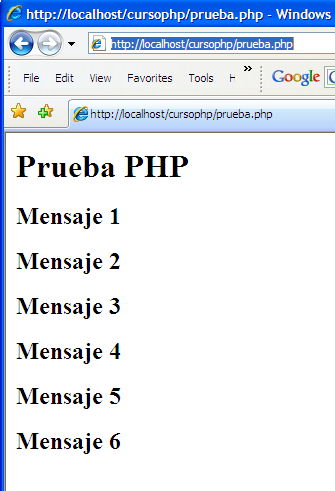 http://localhost/cursophp/prueba.php - Windows
http://localhost/cursophp/prueba.php
File Edit View Favorites Tools H » Google
http://localhost/cursophp/prueba.php
Prueba PHP
Mensaje 1
Mensaje 2
Mensaje 3
Mensaje 4
Mensaje 5
Mensaje 6